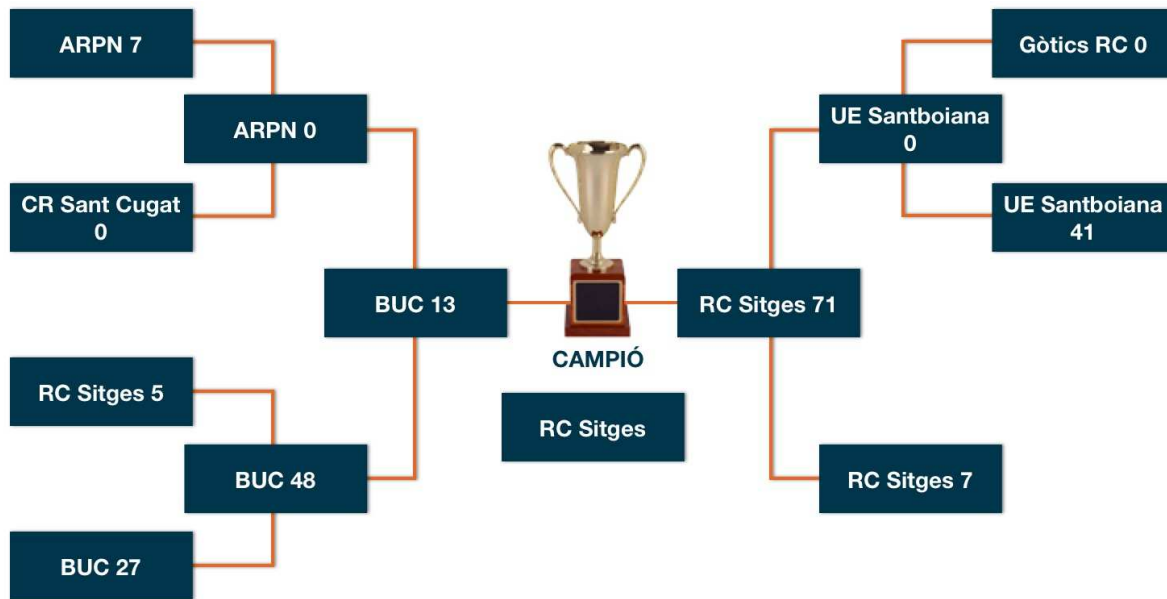 ARPN 7
Gòtics RC 0
ARPN 0
UE Santboiana
0
CR Sant Cugat
0
UE Santboiana
41
BUC 13
RC Sitges 71
CAMPIÓ
RC Sitges 5
RC Sitges
BUC 48
RC Sitges 7
BUC 27